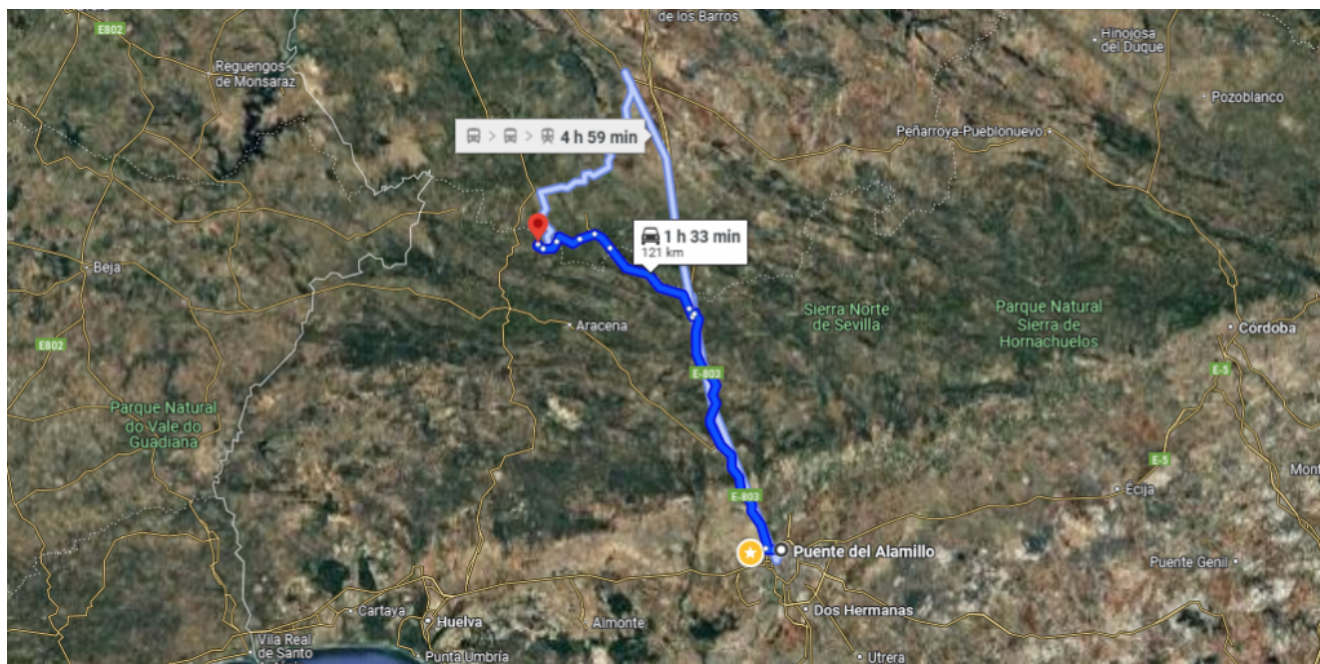 de los Barros
E802
Hinojosa
del Duque
Reguengos
de Monsaraz
Pozoblanco
4 h 59 min
Peñarroya-Pueblonuevo
1 h 33 min
121 km
Beja
Sierra Norte
de Sevilla
Parque Natural
Sierra de
Hornachuelos
Aracena
Córdoba
E802
E-803
E-5
Parque Natural
do Vale do
Guadiana
E-5
Mont
E-803
Écija
Puente del Alamillo
Puente Genil
Cartaya
Huelva
Almonte
Dos Hermanas
Vila Real
de Santo
Punta Umbría
Utrera